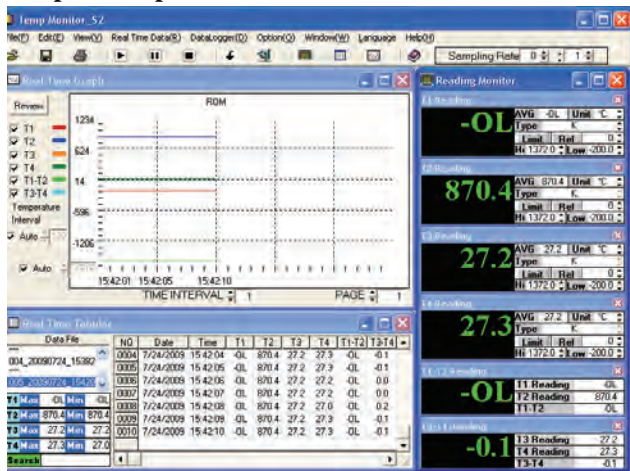 Temp Monitor_S2
File(F) Edit(E) View(V) Real Time Data(R) DataLogger(D) Option(O) Window(W) Language Help(H)
Sampling Rate 0 1
Real Time Graph
Review
ROM
T1
T2
T3
T4
T1-T2
T3-T4
Temperature
Interval
Auto
Auto
1234
624
14
-596
-1206
15:42:01 15:42:05 15:42:10
TIME INTERVAL 1 PAGE 1
Reading Monitor
T1 Reading
-OL
AVG -OL Unit °C
Type K
Limit Rel 0
Hi 1372.0 Low -200.0
T2 Reading
870.4
AVG 870.4 Unit °C
Type K
Limit Rel 0
Hi 1372.0 Low -200.0
T3 Reading
27.2
AVG 27.2 Unit °C
Type K
Limit Rel 0
Hi 1372.0 Low -200.0
T4 Reading
27.3
AVG 27.2 Unit °C
Type K
Limit Rel 0
Hi 1372.0 Low -200.0
T1-T2 Reading
-OL
T1 Reading -OL
T2 Reading 870.4
T1-T2 -OL
T3-T4 Reading
-0.1
T3 Reading 27.2
T4 Reading 27.3
T3-T4 -0.1
Real Time Tabular
Data File
004_20090724_15382
005_20090724_15420
T1 Max -OL Min -OL
T2 Max 870.4 Min 870.4
T3 Max 27.2 Min 27.2
T4 Max 27.3 Min 27.0
Search
NO Date Time T1 T2 T3 T4 T1-T2 T3-T4
0004 7/24/2009 15:42:04 -OL 870.4 27.2 27.3 -OL -0.1
0005 7/24/2009 15:42:05 -OL 870.4 27.2 27.3 -OL -0.1
0006 7/24/2009 15:42:06 -OL 870.4 27.2 27.2 -OL 0.0
0007 7/24/2009 15:42:07 -OL 870.4 27.2 27.2 -OL 0.0
0008 7/24/2009 15:42:08 -OL 870.4 27.2 27.0 -OL 0.2
0009 7/24/2009 15:42:09 -OL 870.4 27.2 27.3 -OL -0.1
0010 7/24/2009 15:42:10 -OL 870.4 27.2 27.3 -OL -0.1